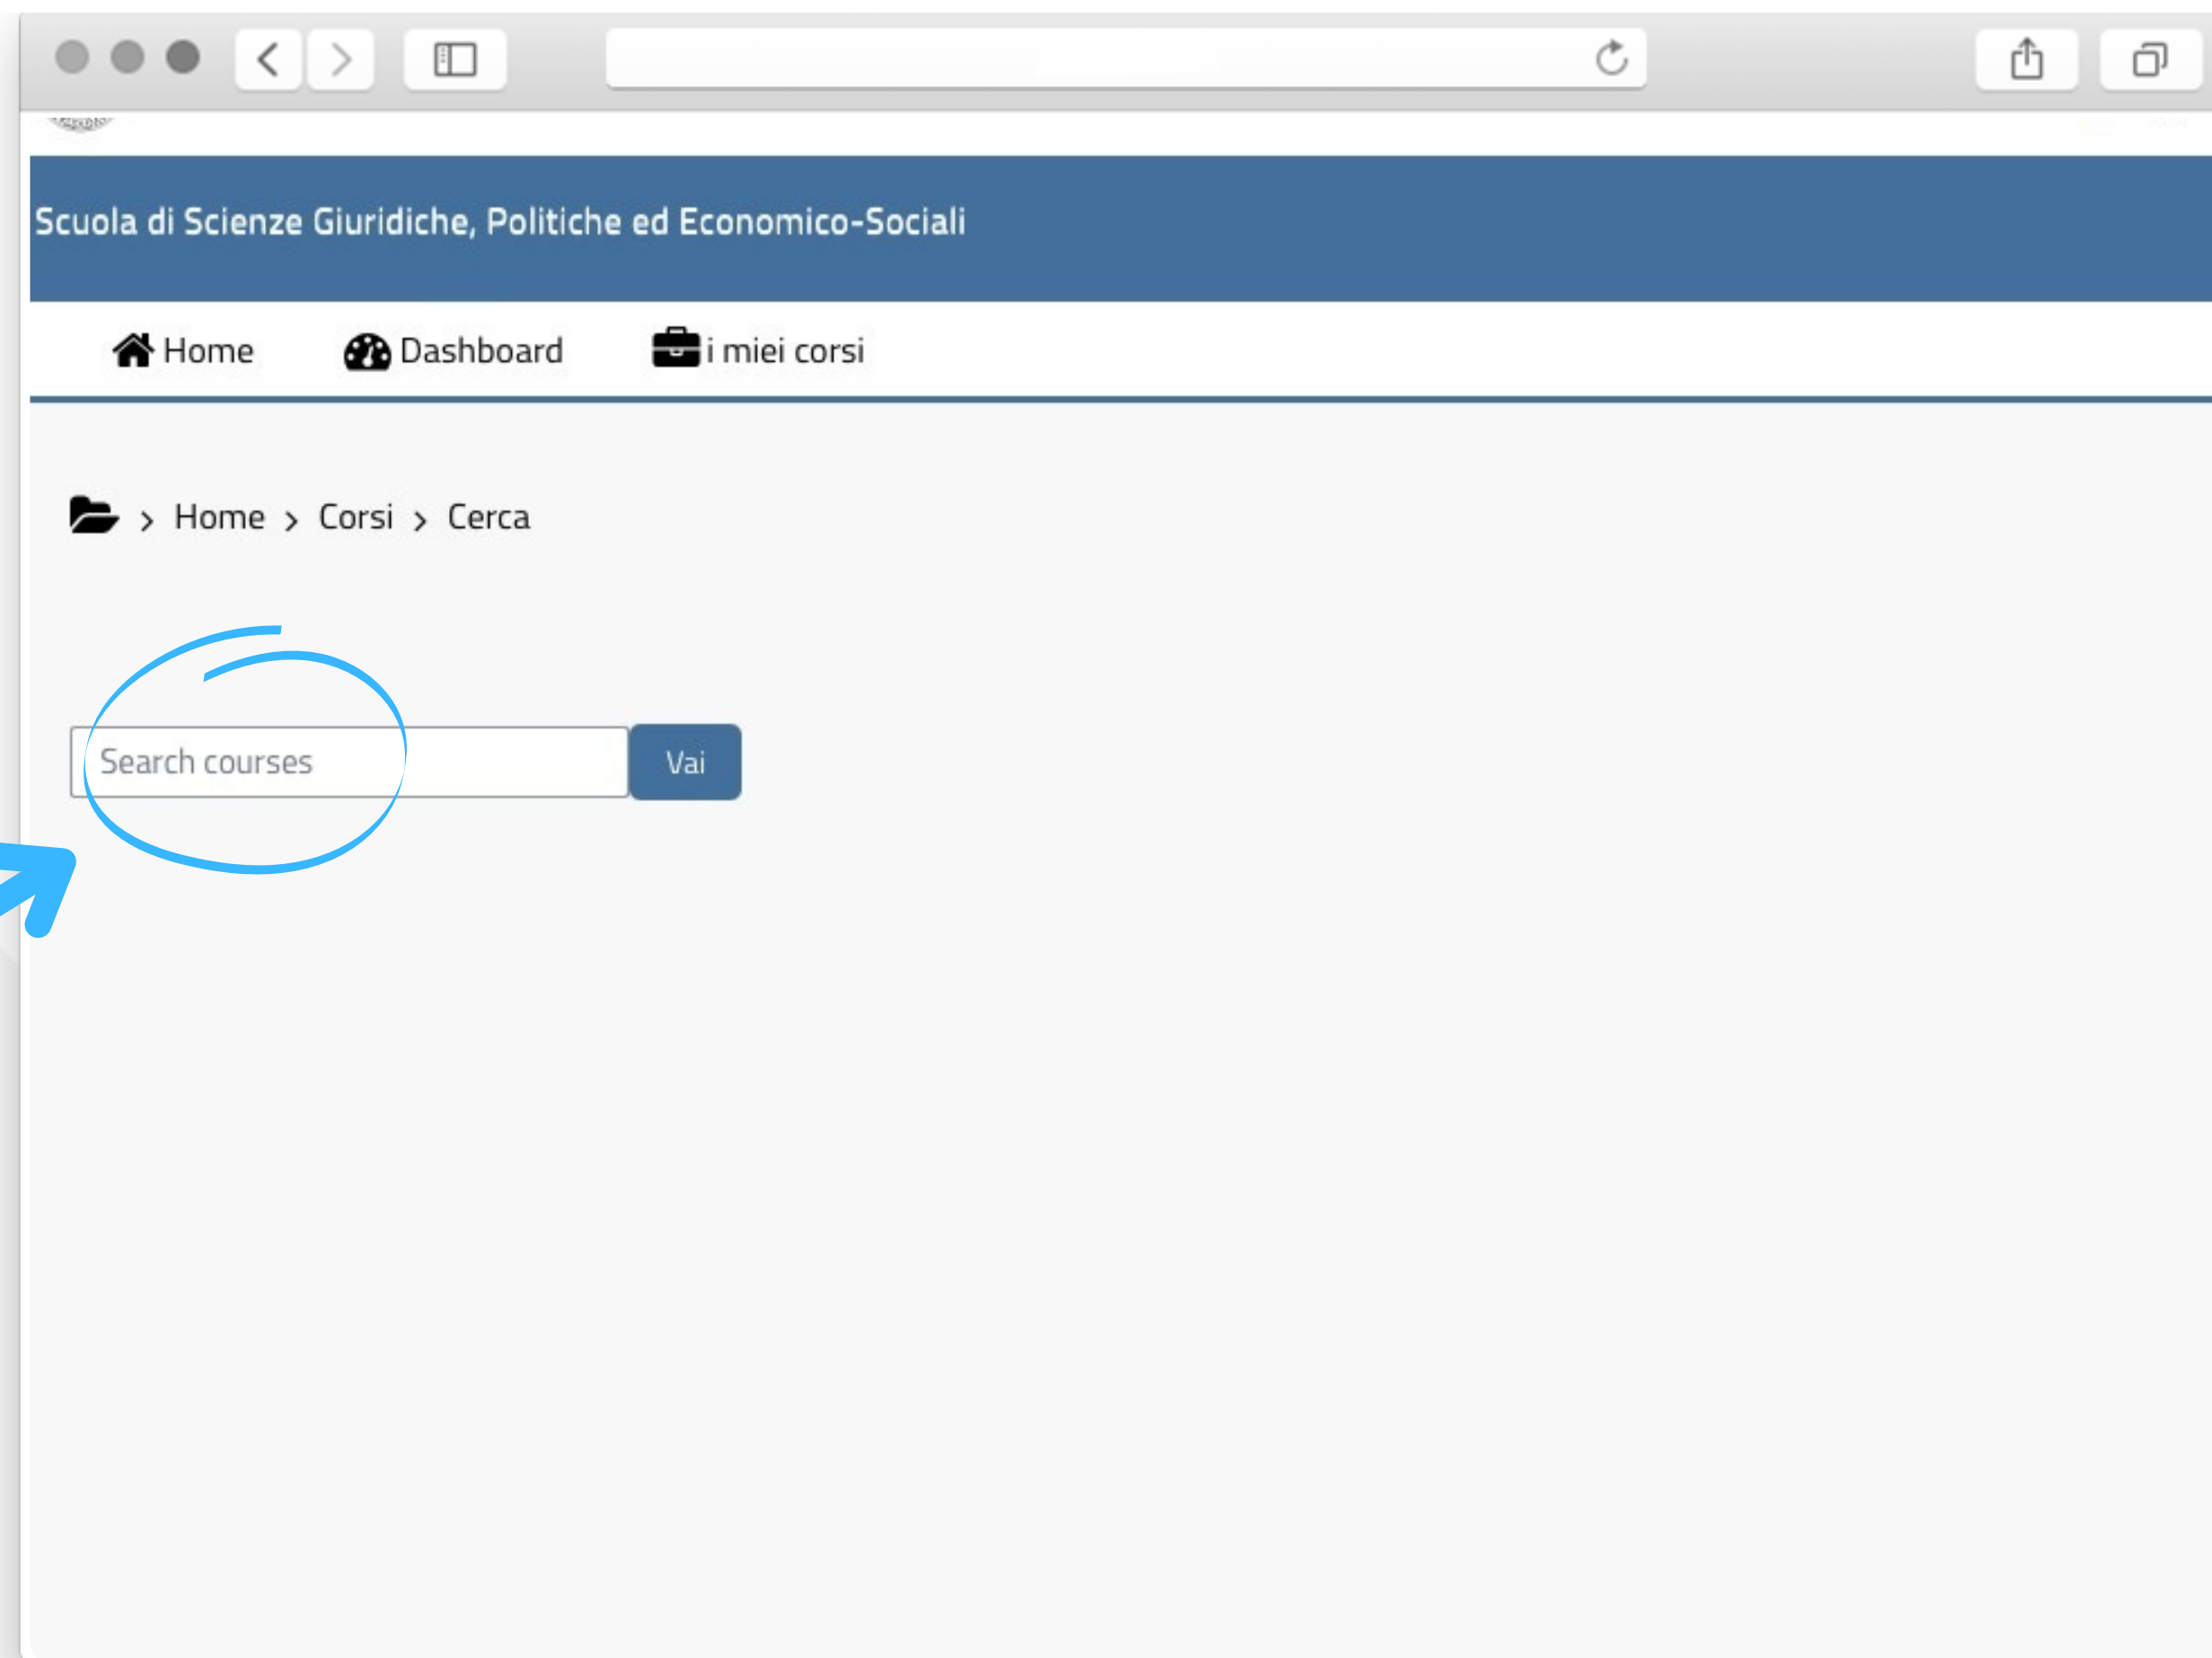 Scuola di Scienze Giuridiche, Politiche ed Economico-Sociali
Home Dashboard i miei corsi
> Home > Corsi > Cerca
Search courses Vai